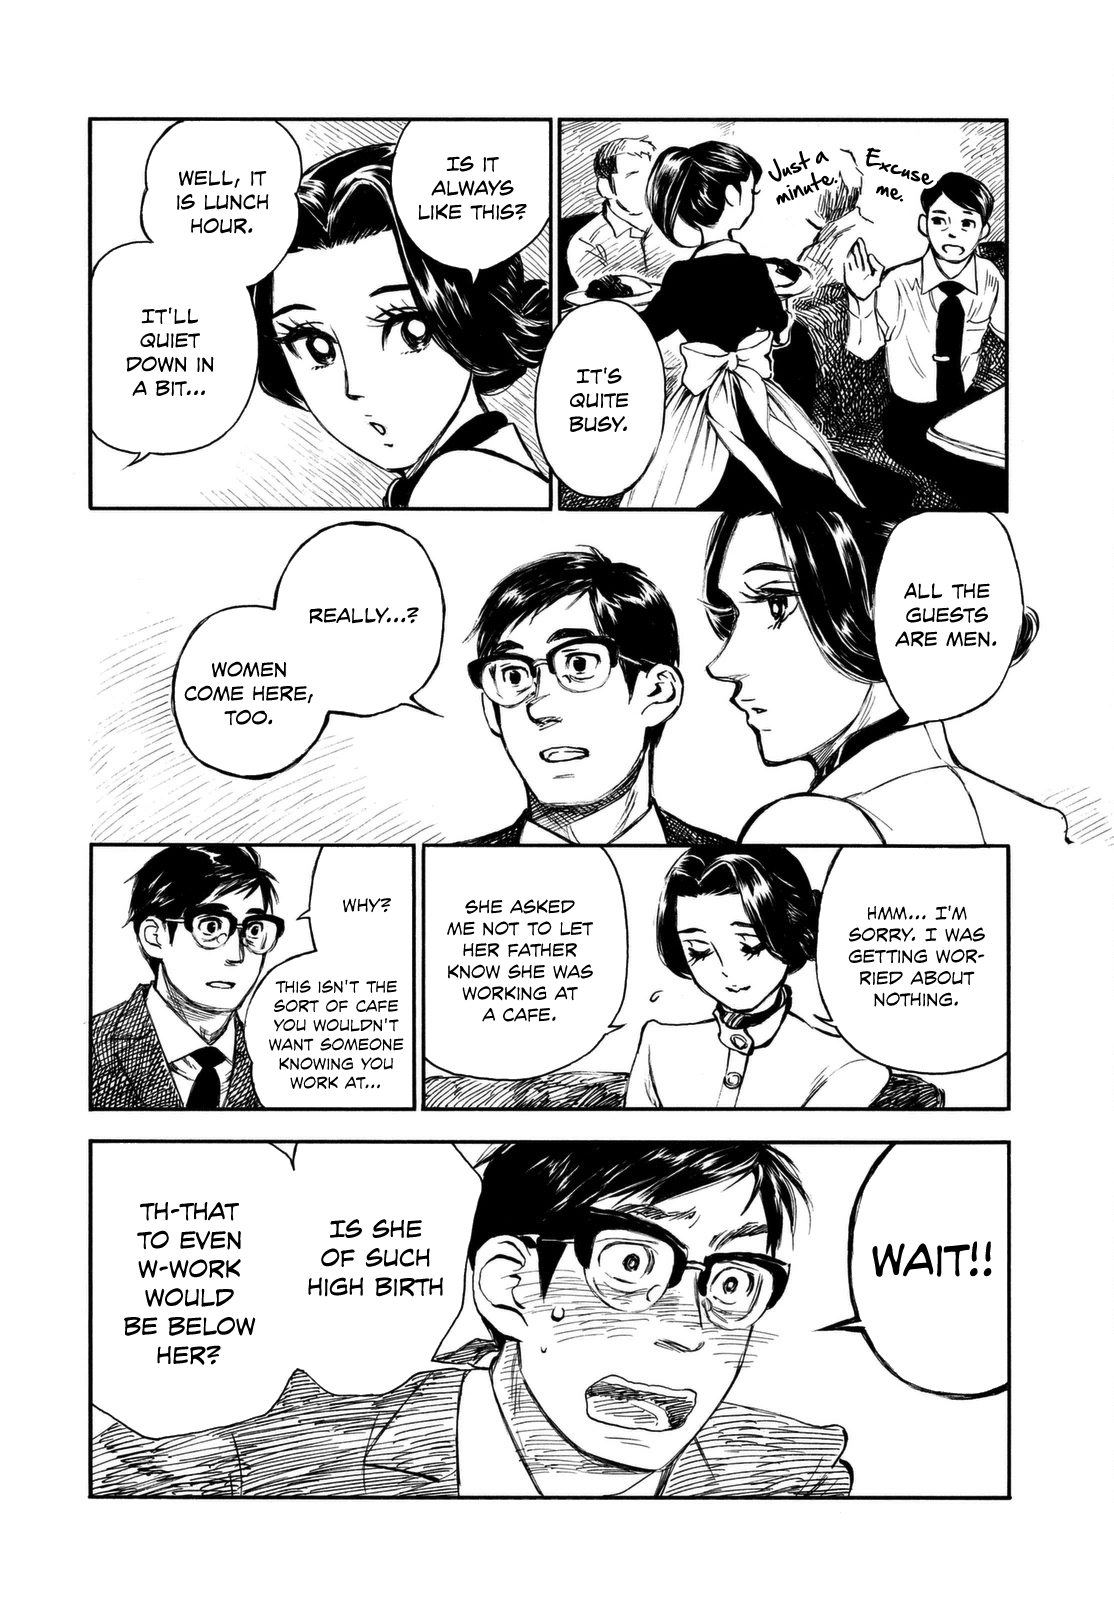 Excuse
me.
Just a
minute.
IT'S
QUITE
BUSY.
IS IT
ALWAYS
LIKE THIS?
WELL, IT
IS LUNCH
HOUR.
IT'LL
QUIET
DOWN IN
A BIT...
ALL THE
GUESTS
ARE MEN.
REALLY...?
WOMEN
COME HERE,
TOO.
HMM... I'M
SORRY. I WAS
GETTING WOR-
RIED ABOUT
NOTHING.
SHE ASKED
ME NOT TO LET
HER FATHER
KNOW SHE WAS
WORKING AT
A CAFE.
WHY?
THIS ISN'T THE
SORT OF CAFE
YOU WOULDN'T
WANT SOMEONE
KNOWING YOU
WORK AT...
WAIT!!
IS SHE
OF SUCH
HIGH BIRTH
TH-THAT
TO EVEN
W-WORK
WOULD
BE BELOW
HER?